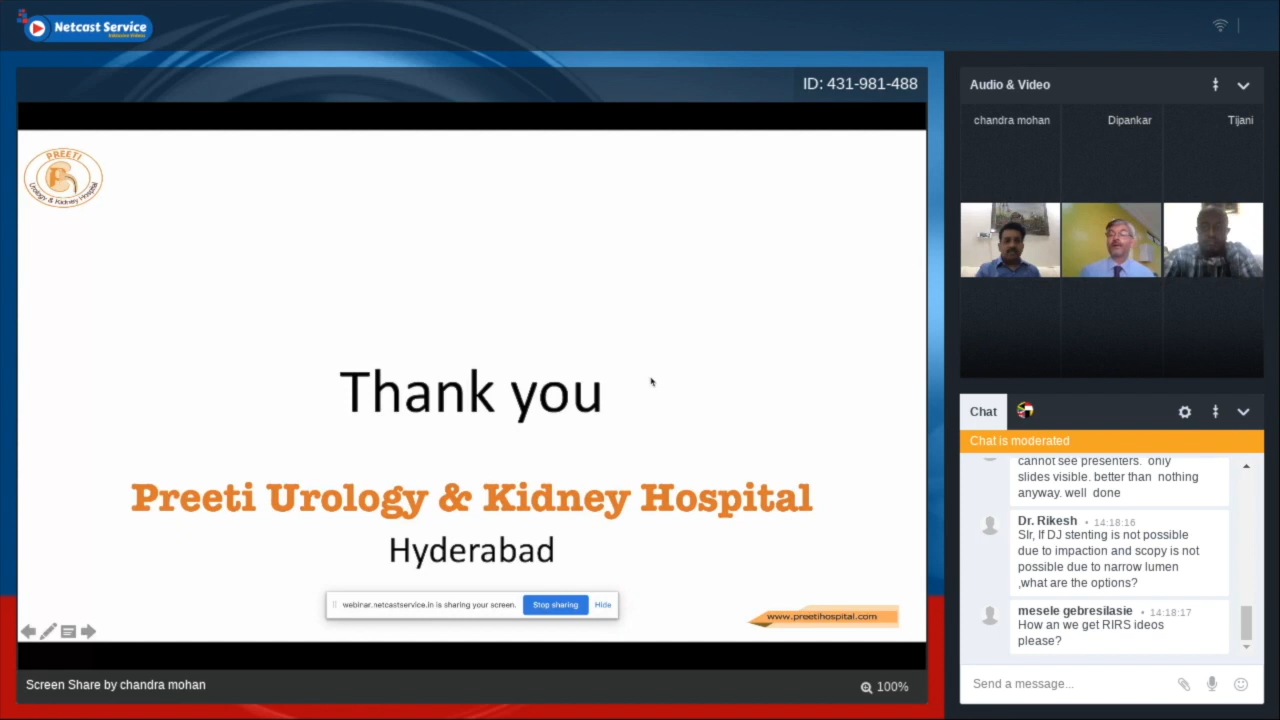 Netcast Service
ID: 431-981-488
PREETI
Urology & Kidney Hospital
Thank you
Preeti Urology & Kidney Hospital
Hyderabad
webinar.netcastservice.in is sharing your screen. Stop sharing Hide
www.preetihospital.com
Screen Share by chandra mohan
100%
Audio & Video
chandra mohan Dipankar Tijani
Chat
Chat is moderated
cannot see presenters. only
slides visible. better than nothing
anyway. well done
Dr. Rikesh • 14:18:16
SIr, If DJ stenting is not possible
due to impaction and scopy is not
possible due to narrow lumen
,what are the options?
mesele gebresilasie • 14:18:17
How an we get RIRS ideos
please?
Send a message...